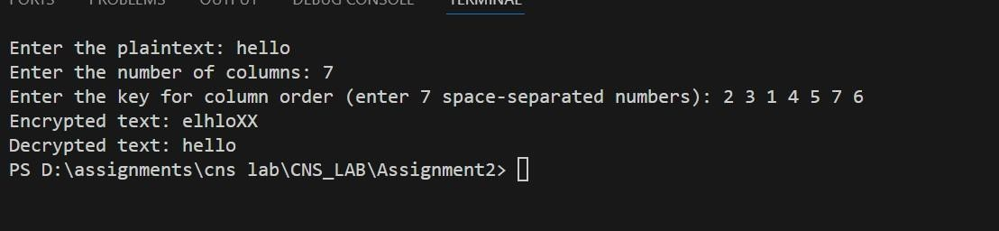 PORTS PROBLEMS OUTPUT DEBUG CONSOLE TERMINAL
Enter the plaintext: hello
Enter the number of columns: 7
Enter the key for column order (enter 7 space-separated numbers): 2 3 1 4 5 7 6
Encrypted text: elhloXX
Decrypted text: hello
PS D:\assignments\cns lab\CNS_LAB\Assignment2>